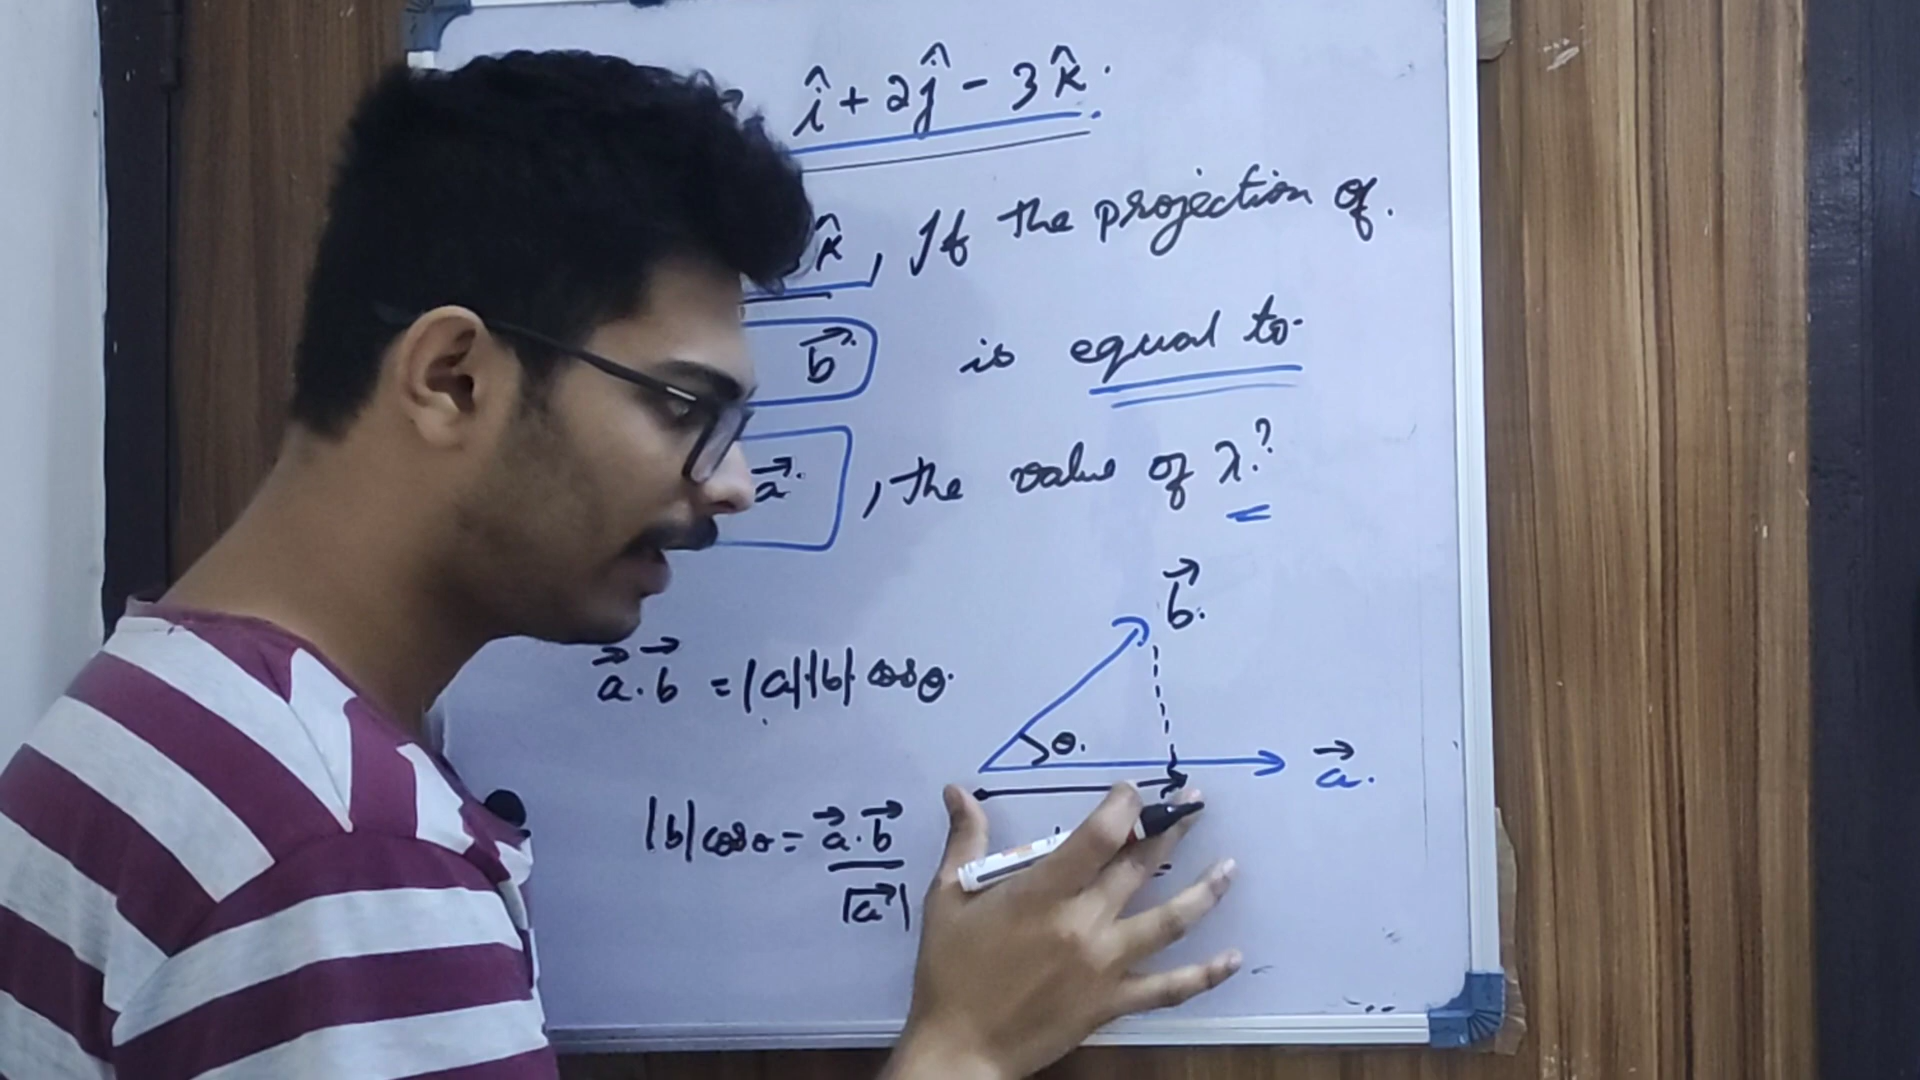 î + 2ĵ - 3k̂.
k̂, If the projection of.
b⃗ is equal to.
a⃗, the value of λ.?
b⃗.
a⃗.b⃗ = |a|.|b|.cosθ.
θ.
a⃗.
|b|cosθ = a⃗.b⃗
|a⃗|
=